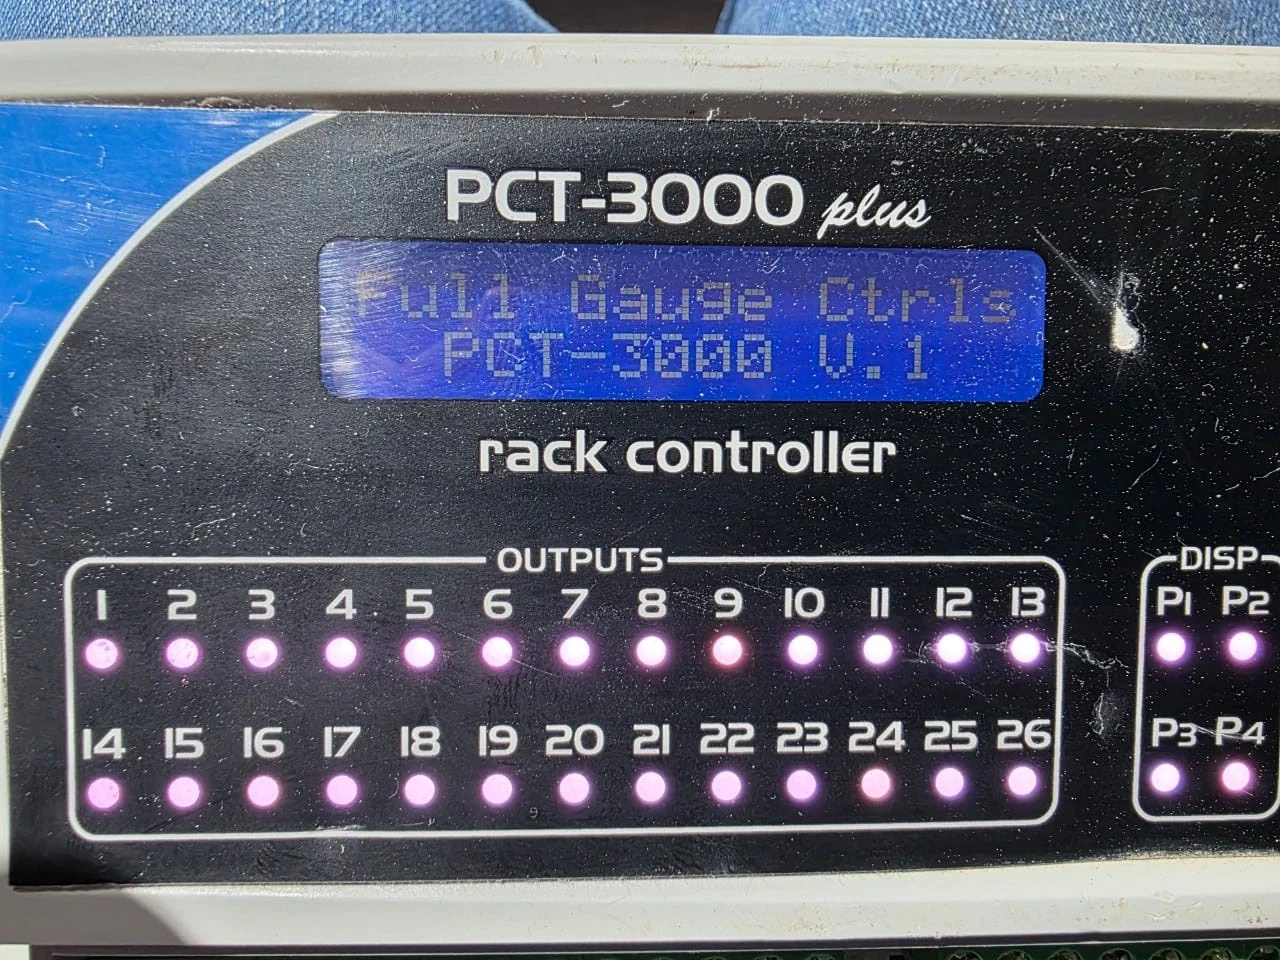 PCT-3000 plus
Full Gauge Ctrls
PCT-3000 V.1
rack controller
OUTPUTS
1 2 3 4 5 6 7 8 9 10 11 12 13
14 15 16 17 18 19 20 21 22 23 24 25 26
DISP
P1 P2
P3 P4